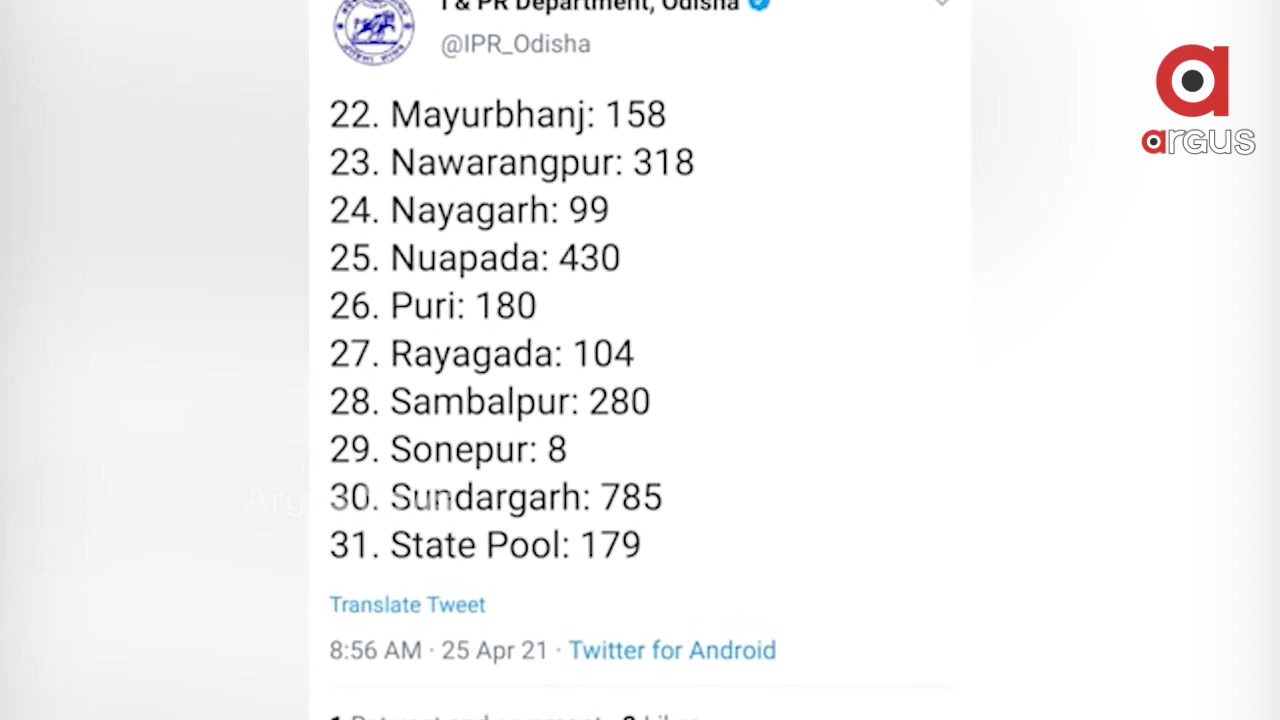 I & PR Department, Odisha
@IPR_Odisha
argus
22. Mayurbhanj: 158
23. Nawarangpur: 318
24. Nayagarh: 99
25. Nuapada: 430
26. Puri: 180
27. Rayagada: 104
28. Sambalpur: 280
29. Sonepur: 8
30. Sundargarh: 785
31. State Pool: 179
Translate Tweet
8:56 AM · 25 Apr 21 · Twitter for Android